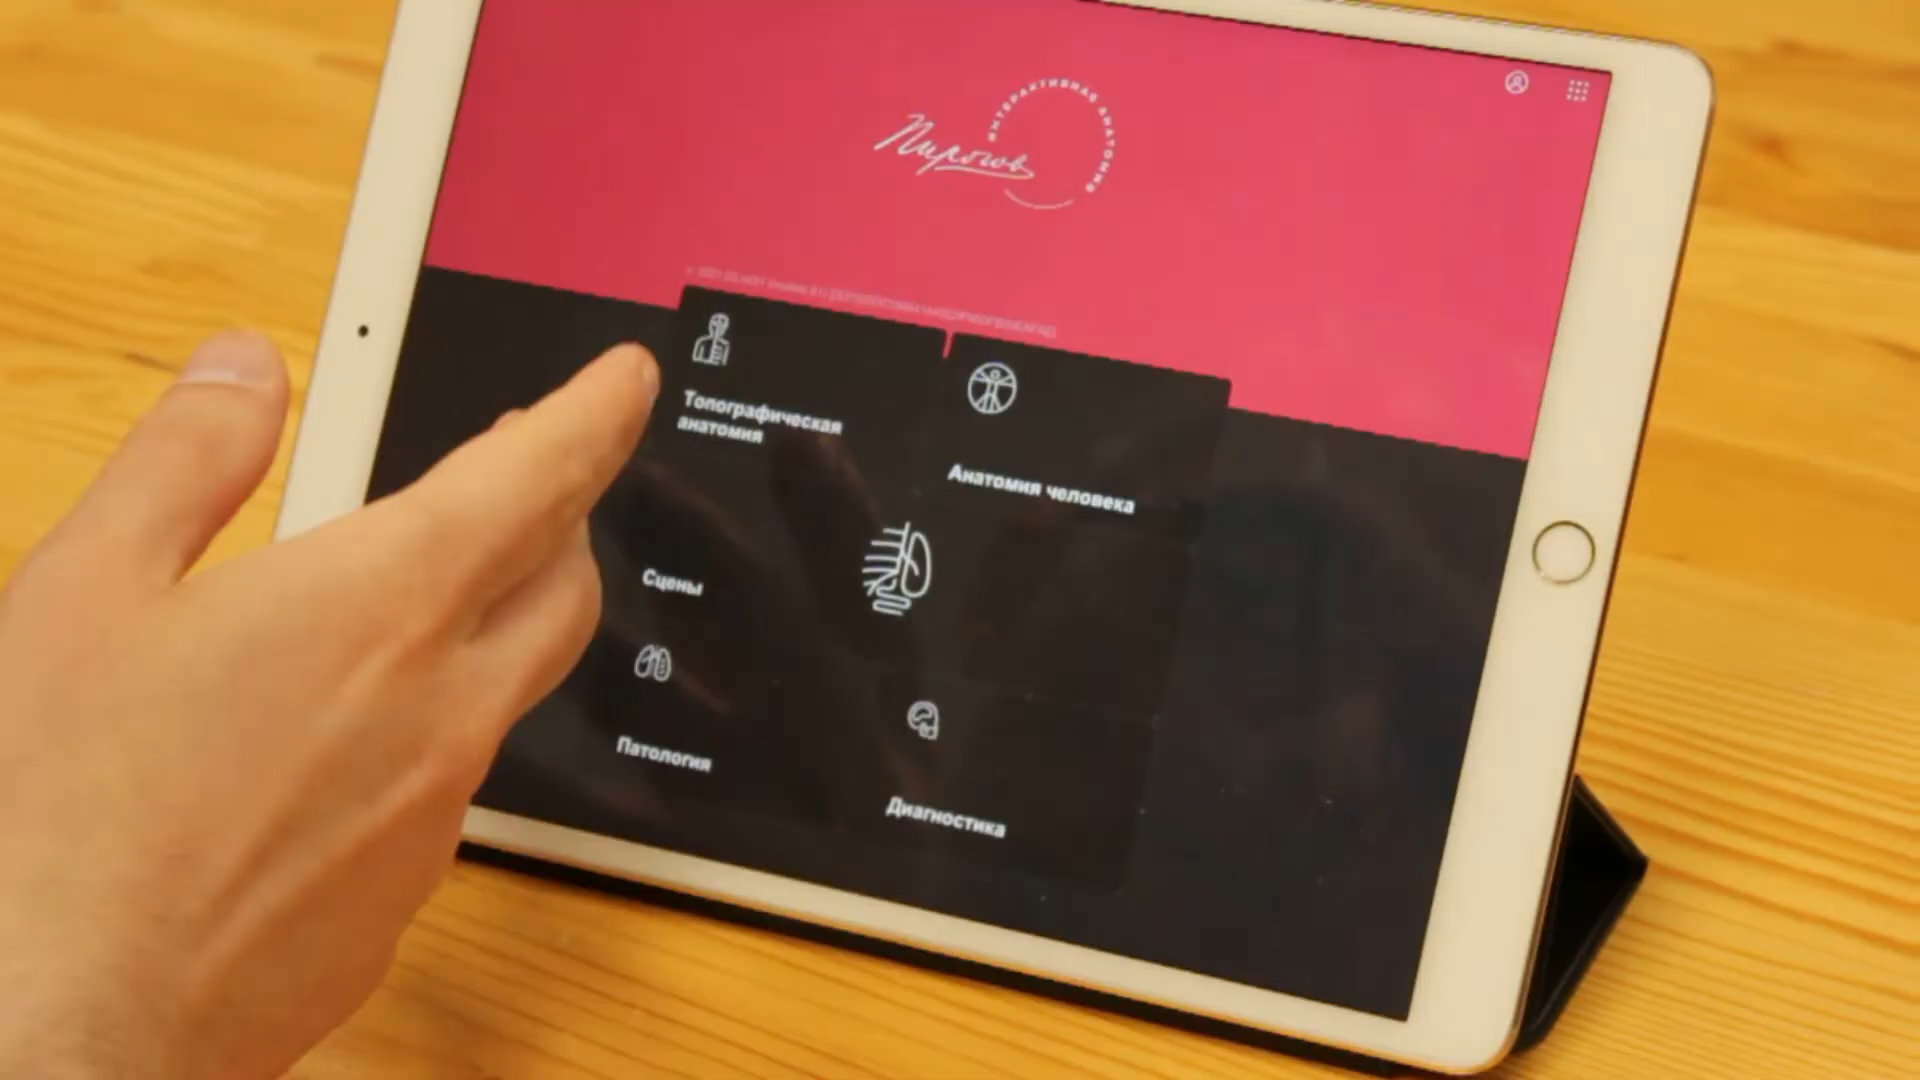 ИНТЕРАКТИВНАЯ АНАТОМИЯ
Пирогов
Топографическая
анатомия
Анатомия человека
Сцены
Патология
Диагностика